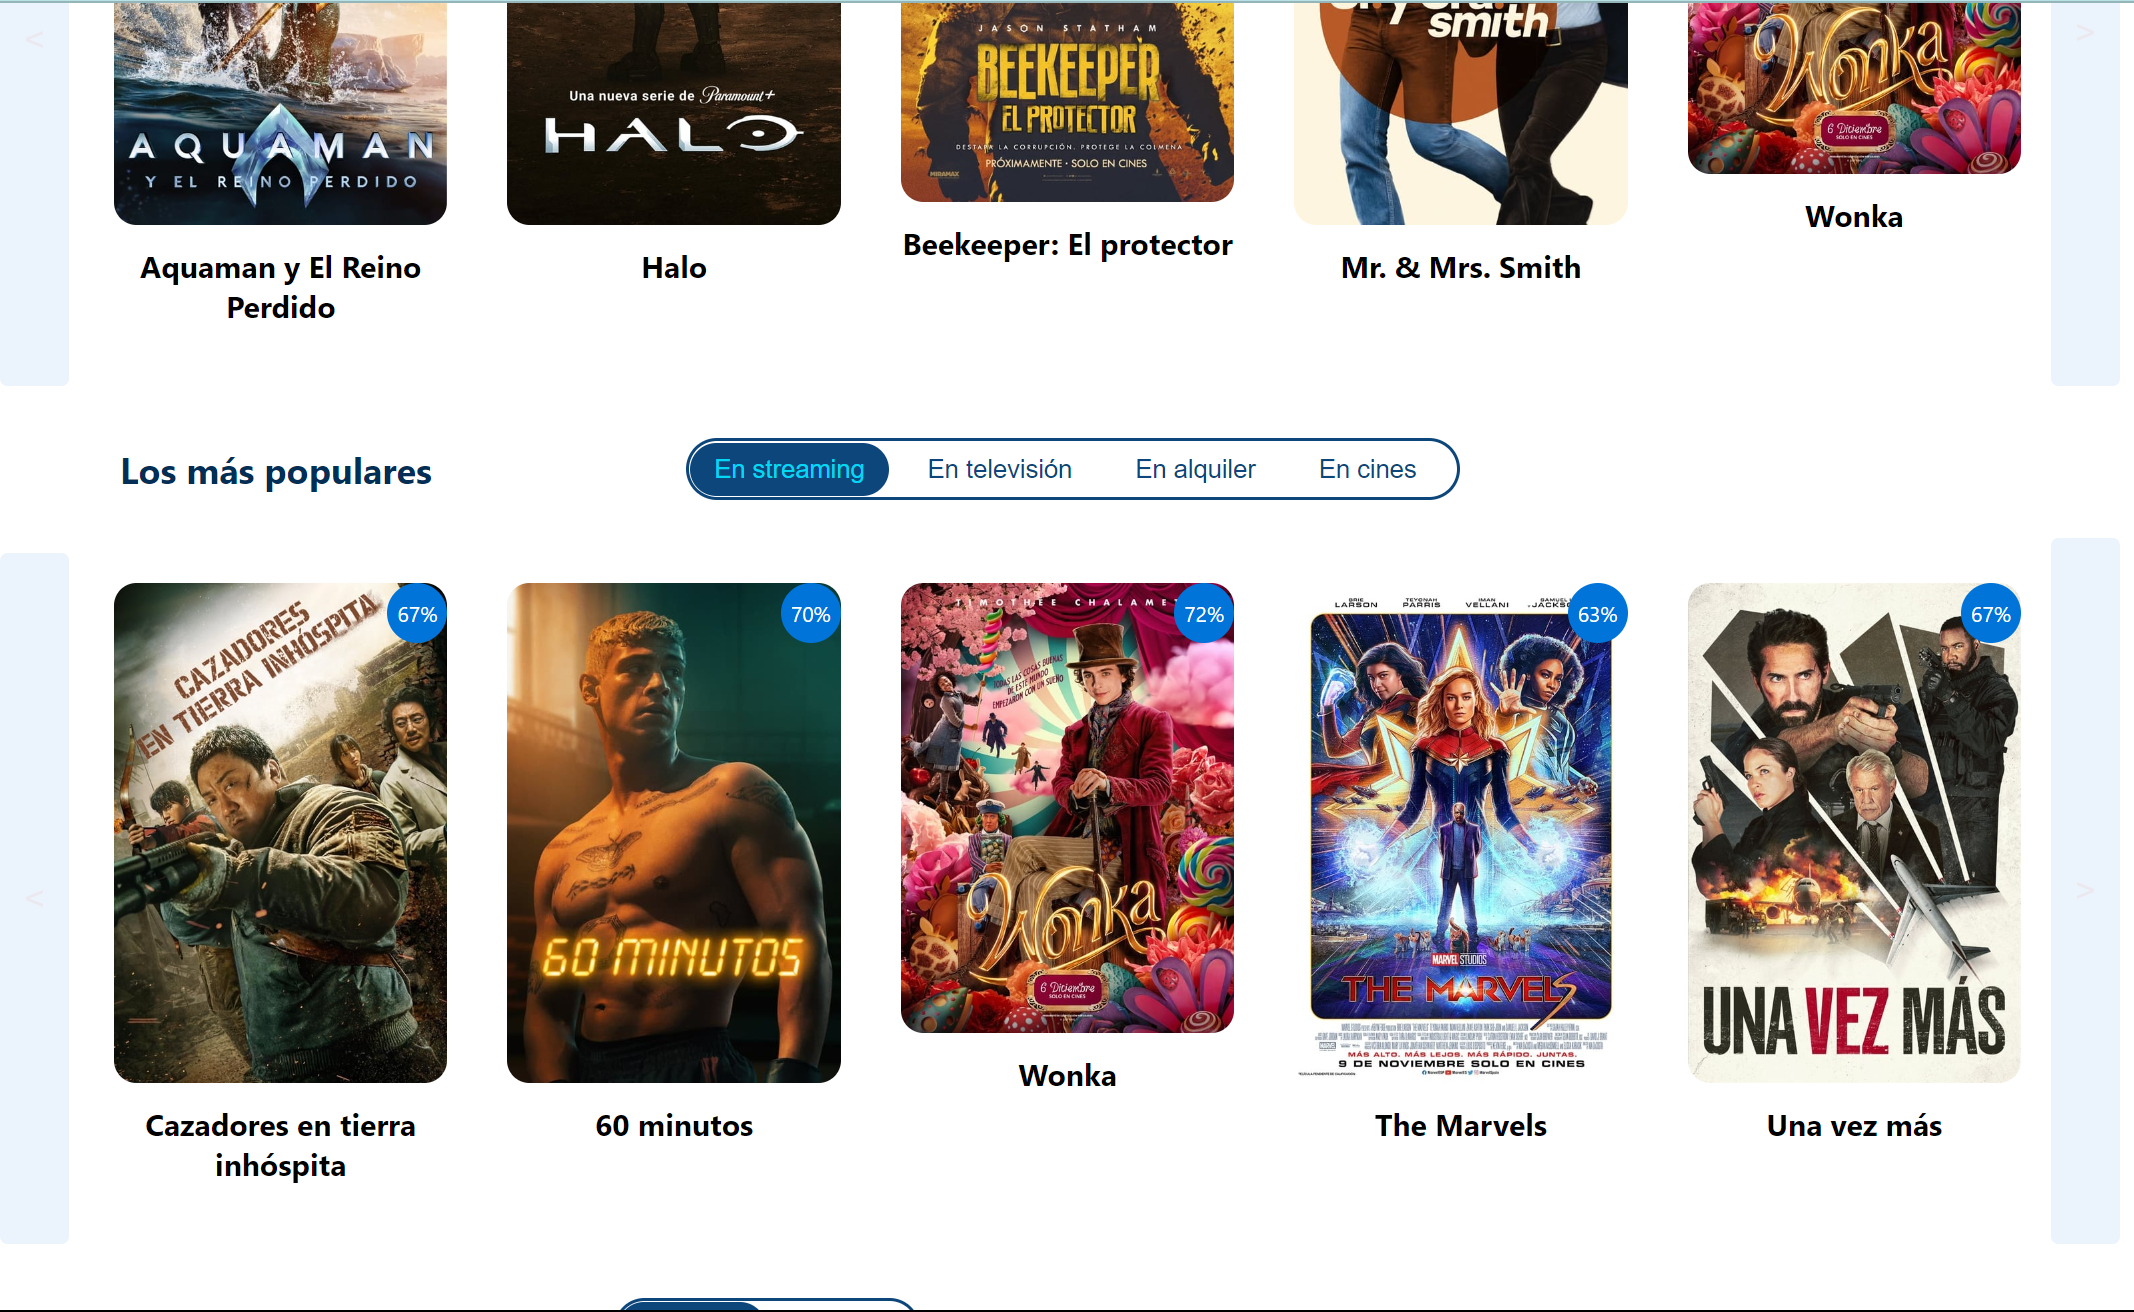 <
AQUAMAN
Y EL REINO PERDIDO
Una nueva serie de Paramount+
HALO
JASON STATHAM
BEEKEEPER
EL PROTECTOR
DESTAPA LA CORRUPCIÓN. PROTEGE LA COLMENA
PRÓXIMAMENTE · SOLO EN CINES
MIRAMAX
smith
Wonka
6 Diciembre
SOLO EN CINES
>
Aquaman y El Reino
Perdido
Halo
Beekeeper: El protector
Mr. & Mrs. Smith
Wonka
Los más populares
En streaming
En televisión
En alquiler
En cines
<
67%
CAZADORES
EN TIERRA INHÓSPITA
70%
60 MINUTOS
72%
TIMOTHÉE CHALAMET
TODAS LAS COSAS BUENAS
DE ESTE MUNDO
EMPEZARON CON UN SUEÑO
Wonka
6 Diciembre
SOLO EN CINES
63%
BRIE LARSON
TEYONAH PARRIS
IMAN VELLANI
MARVEL STUDIOS
THE MARVELS
MÁS ALTO. MÁS LEJOS. MÁS RÁPIDO. JUNTAS.
9 DE NOVIEMBRE SOLO EN CINES
67%
UNA VEZ MÁS
>
Cazadores en tierra
inhóspita
60 minutos
Wonka
The Marvels
Una vez más